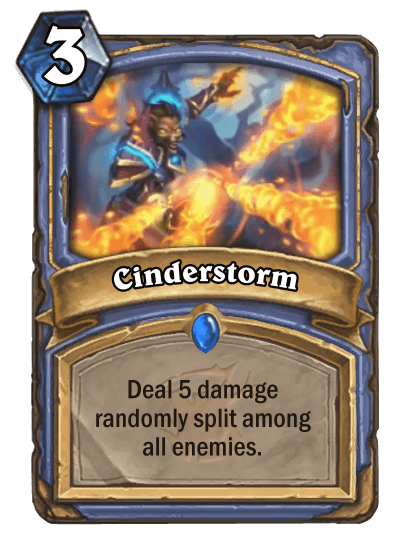 3
Cinderstorm
Deal 5 damage
randomly split among
all enemies.